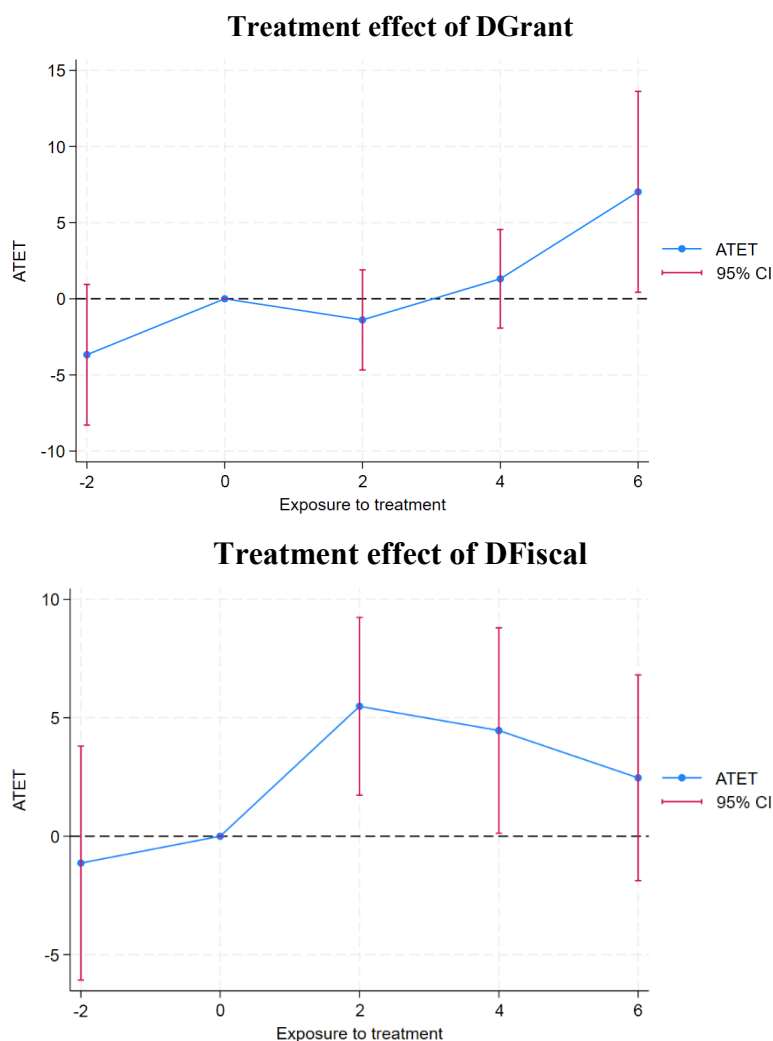 Treatment effect of DGrant
15
10
5
0
-5
-10
ATET
-2 0 2 4 6
Exposure to treatment
ATET
95% CI
Treatment effect of DFiscal
10
5
0
-5
ATET
-2 0 2 4 6
Exposure to treatment
ATET
95% CI